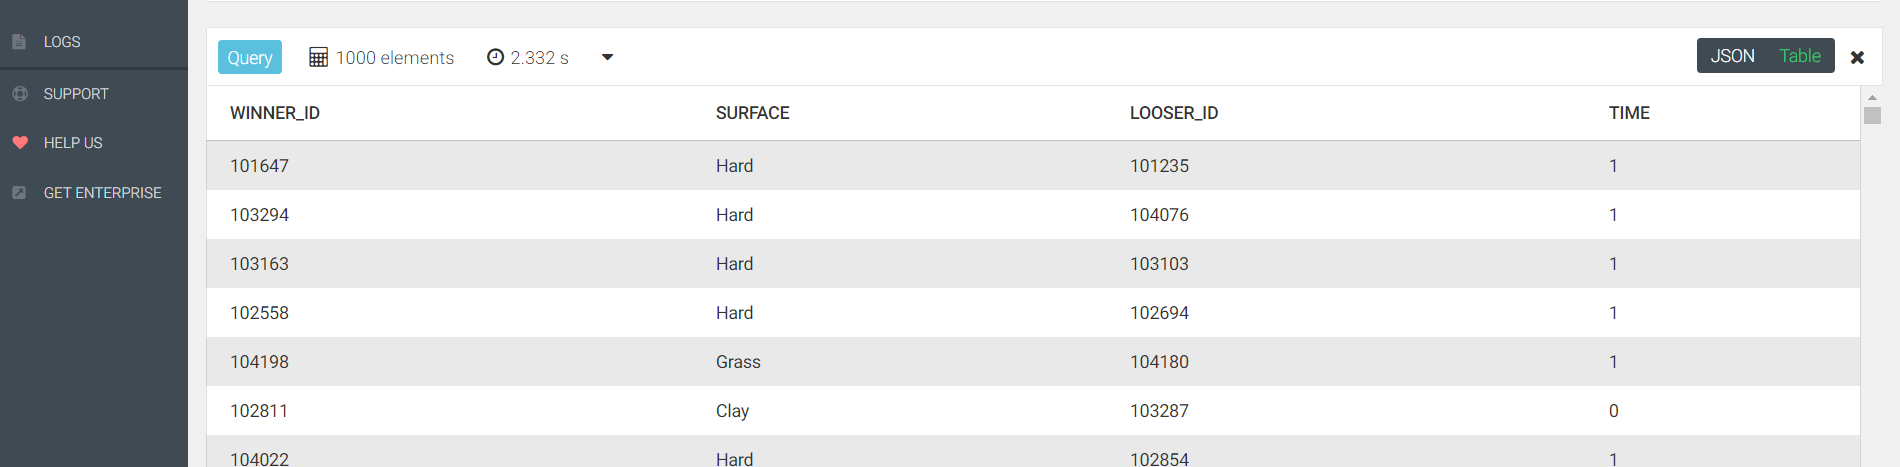 LOGS
SUPPORT
HELP US
GET ENTERPRISE
Query 1000 elements 2.332 s JSON Table
WINNER_ID SURFACE LOOSER_ID TIME
101647 Hard 101235 1
103294 Hard 104076 1
103163 Hard 103103 1
102558 Hard 102694 1
104198 Grass 104180 1
102811 Clay 103287 0
104022 Hard 102854 1